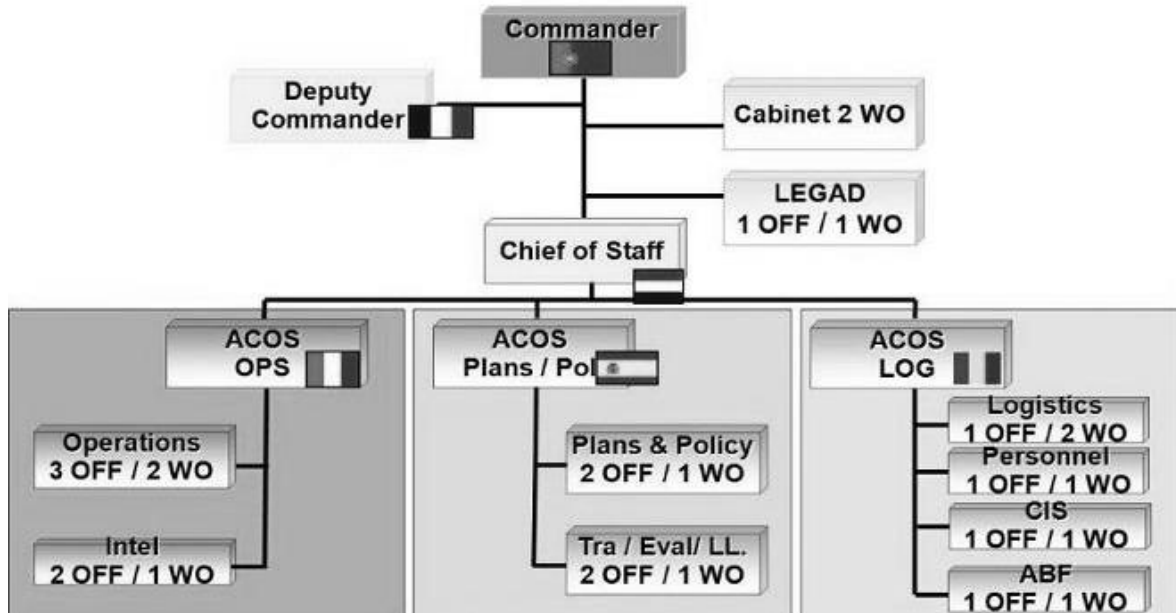 Commander
Deputy
Commander
Cabinet 2 WO
LEGAD
1 OFF / 1 WO
Chief of Staff
ACOS
OPS
Operations
3 OFF / 2 WO
Intel
2 OFF / 1 WO
ACOS
Plans / Pol
Plans & Policy
2 OFF / 1 WO
Tra / Eval/ LL.
2 OFF / 1 WO
ACOS
LOG
Logistics
1 OFF / 2 WO
Personnel
1 OFF / 1 WO
CIS
1 OFF / 1 WO
ABF
1 OFF / 1 WO